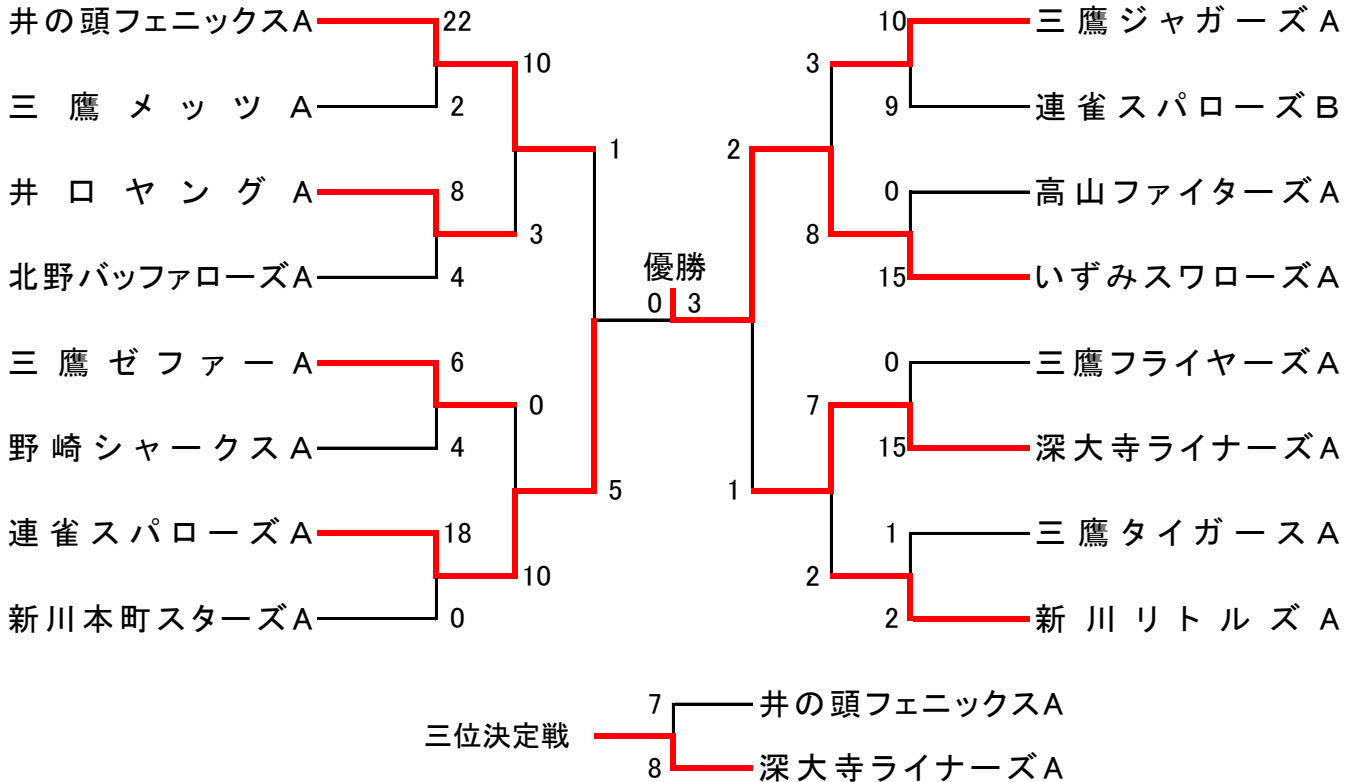 井の頭フェニックスA 22
10
三鷹メッツA 2
1
井口ヤングA 8
3
北野バッファローズA 4
三鷹ゼファーA 6
0
野崎シャークスA 4
5
連雀スパローズA 18
10
新川本町スターズA 0
優勝
0 3
10 三鷹ジャガーズA
3
9 連雀スパローズB
2
0 高山ファイターズA
8
15 いずみスワローズA
0 三鷹フライヤーズA
7
15 深大寺ライナーズA
1
1 三鷹タイガースA
2
2 新川リトルズA
7 井の頭フェニックスA
三位決定戦
8 深大寺ライナーズA